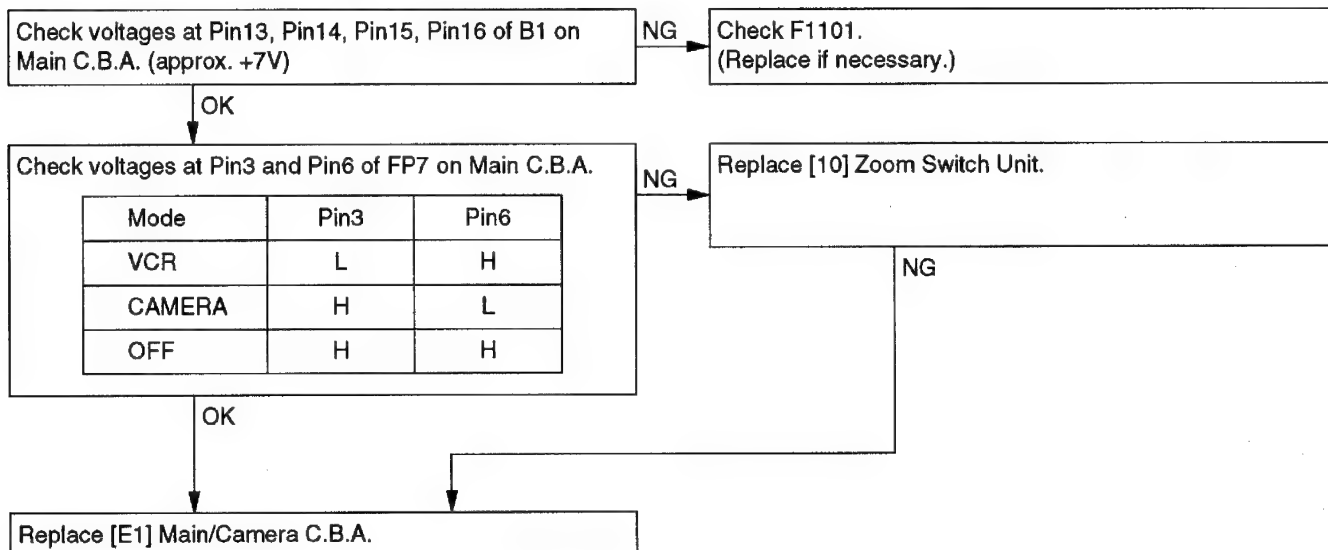 Check voltages at Pin13, Pin14, Pin15, Pin16 of B1 on
Main C.B.A. (approx. +7V)
NG
Check F1101.
(Replace if necessary.)
OK
Check voltages at Pin3 and Pin6 of FP7 on Main C.B.A.
Mode Pin3 Pin6
VCR L H
CAMERA H L
OFF H H
NG
Replace [10] Zoom Switch Unit.
NG
OK
Replace [E1] Main/Camera C.B.A.